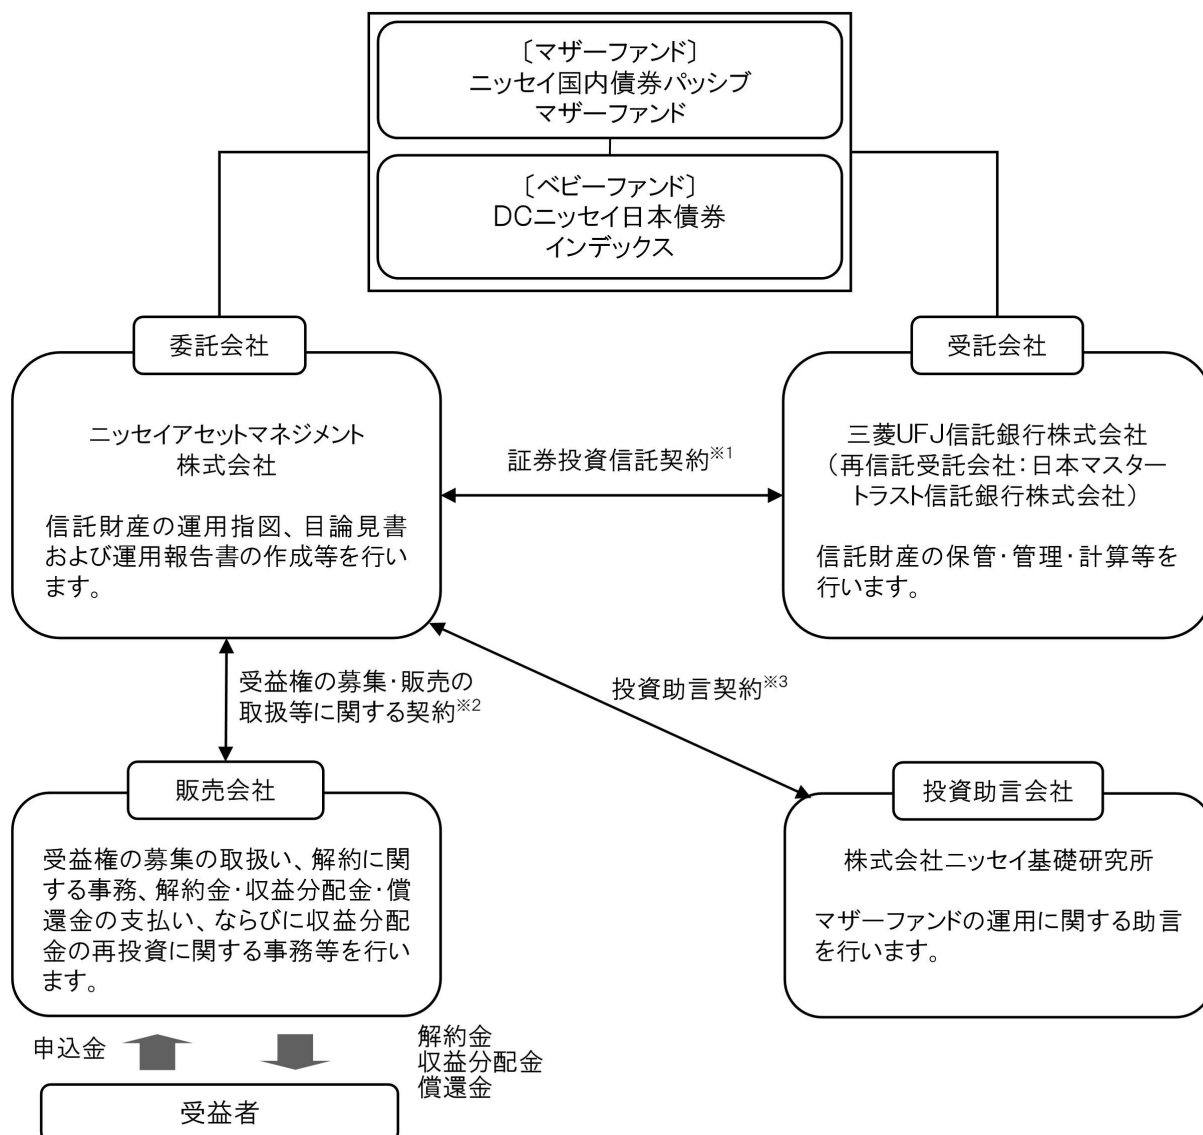 〔マザーファンド〕
ニッセイ国内債券パッシブ
マザーファンド
〔ベビーファンド〕
DCニッセイ日本債券
インデックス
委託会社
ニッセイアセットマネジメント
株式会社
信託財産の運用指図、目論見書
および運用報告書の作成等を行い
ます。
証券投資信託契約※1
受託会社
三菱UFJ信託銀行株式会社
（再信託受託会社：日本マスター
トラスト信託銀行株式会社）
信託財産の保管・管理・計算等を
行います。
受益権の募集・販売の
取扱等に関する契約※2
投資助言契約※3
販売会社
受益権の募集の取扱い、解約に関
する事務、解約金・収益分配金・償
還金の支払い、ならびに収益分配
金の再投資に関する事務等を行い
ます。
投資助言会社
株式会社ニッセイ基礎研究所
マザーファンドの運用に関する助言
を行います。
申込金
解約金
収益分配金
償還金
受益者